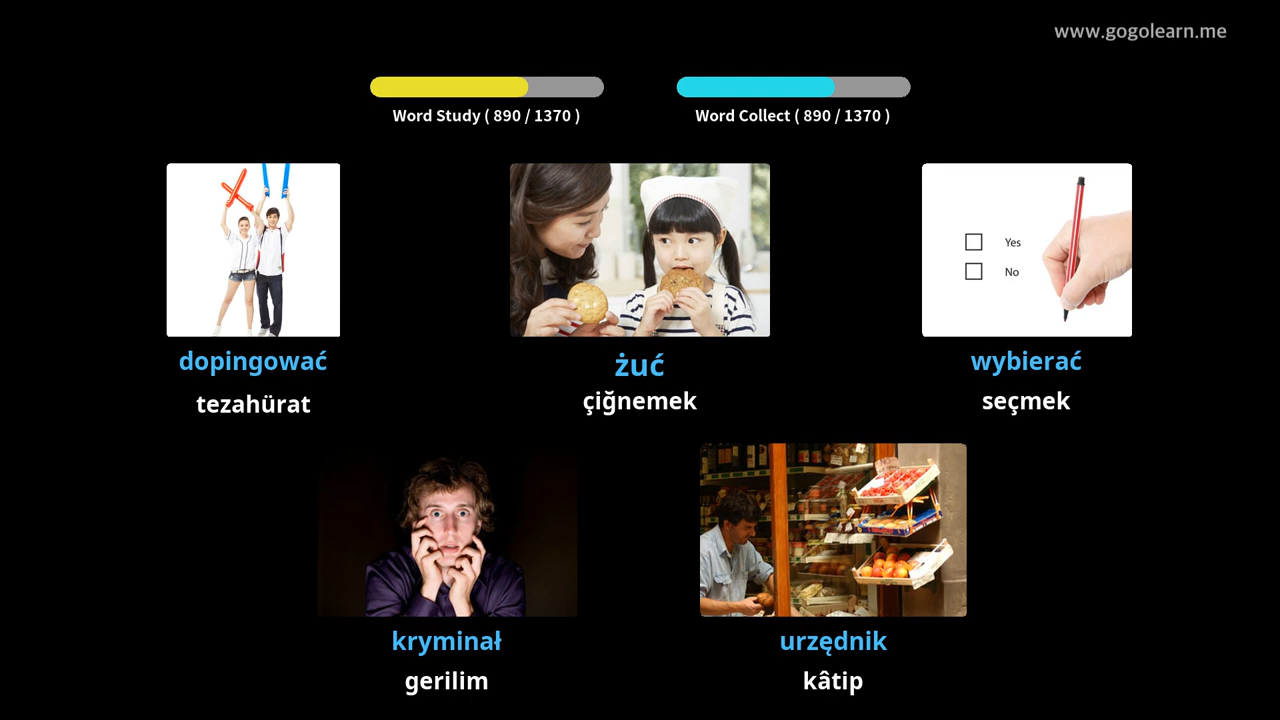 www.gogolearn.me
Word Study ( 890 / 1370 )
Word Collect ( 890 / 1370 )
Yes
No
dopingować
żuć
wybierać
tezahürat
çiğnemek
seçmek
kryminał
urzędnik
gerilim
kâtip